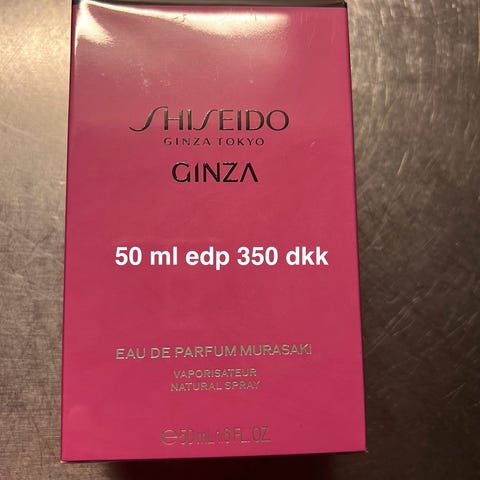 SHISEIDO
GINZA TOKYO
GINZA
50 ml edp 350 dkk
EAU DE PARFUM MURASAKI
VAPORISATEUR
NATURAL SPRAY
℮50 mL 1.6 FL. OZ.